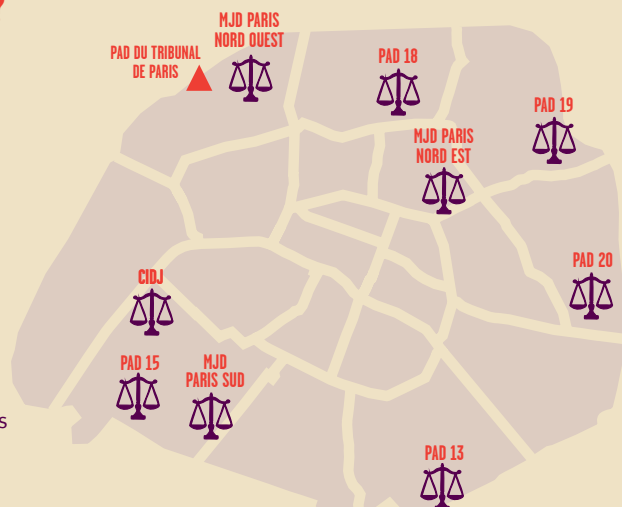 MJD PARIS
NORD OUEST
PAD DU TRIBUNAL
DE PARIS
PAD 18
PAD 19
MJD PARIS
NORD EST
PAD 20
CIDJ
PAD 15
MJD
PARIS SUD
S
PAD 13